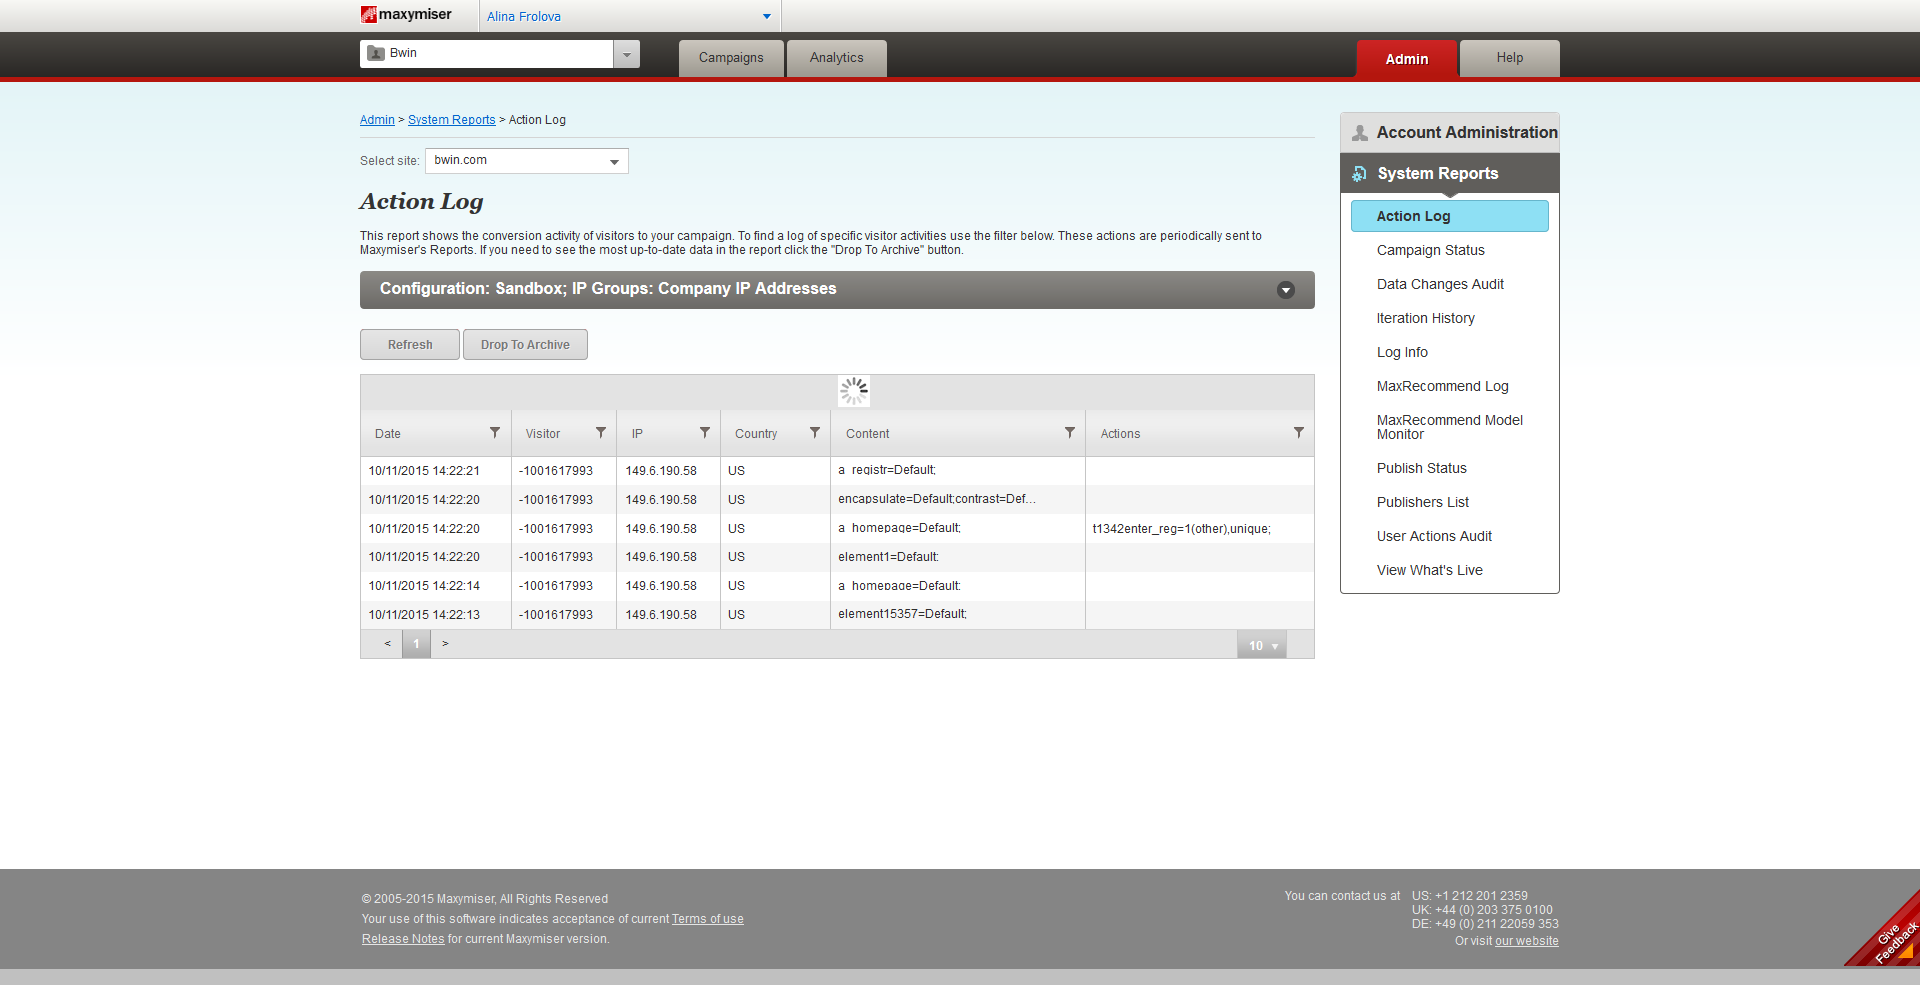 maxymiser
Alina Frolova
Bwin
Campaigns
Analytics
Admin
Help
Admin > System Reports > Action Log
Select site: bwin.com
Action Log
This report shows the conversion activity of visitors to your campaign. To find a log of specific visitor activities use the filter below. These actions are periodically sent to
Maxymiser's Reports. If you need to see the most up-to-date data in the report click the "Drop To Archive" button.
Configuration: Sandbox; IP Groups: Company IP Addresses
Refresh
Drop To Archive
Date Visitor IP Country Content Actions
10/11/2015 14:22:21 -1001617993 149.6.190.58 US a_registr=Default;
10/11/2015 14:22:20 -1001617993 149.6.190.58 US encapsulate=Default;contrast=Def...
10/11/2015 14:22:20 -1001617993 149.6.190.58 US a_homepage=Default; t1342enter_reg=1(other),unique;
10/11/2015 14:22:20 -1001617993 149.6.190.58 US element1=Default;
10/11/2015 14:22:14 -1001617993 149.6.190.58 US a_homepage=Default;
10/11/2015 14:22:13 -1001617993 149.6.190.58 US element15357=Default;
< 1 > 10
Account Administration
System Reports
Action Log
Campaign Status
Data Changes Audit
Iteration History
Log Info
MaxRecommend Log
MaxRecommend Model
Monitor
Publish Status
Publishers List
User Actions Audit
View What's Live
© 2005-2015 Maxymiser, All Rights Reserved
Your use of this software indicates acceptance of current Terms of use
Release Notes for current Maxymiser version.
You can contact us at US: +1 212 201 2359
UK: +44 (0) 203 375 0100
DE: +49 (0) 211 22059 353
Or visit our website
Give
Feedback